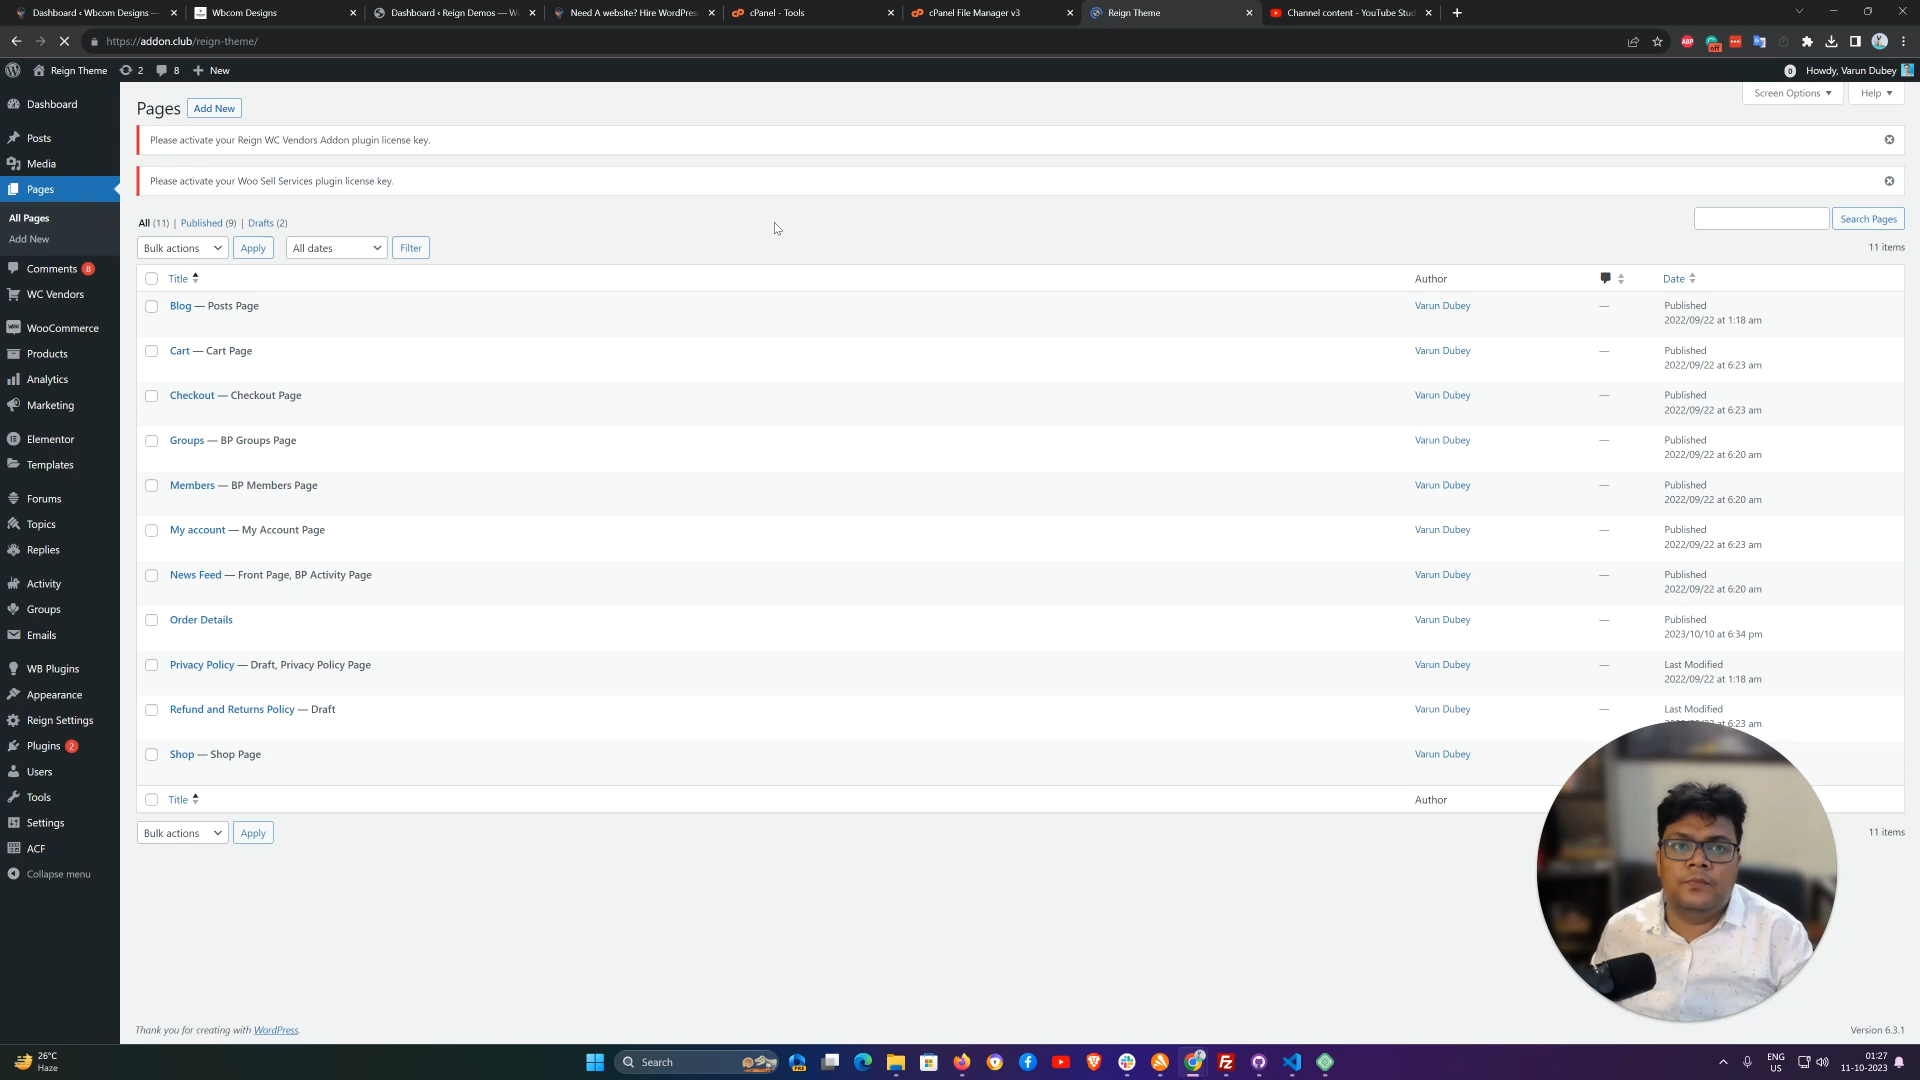 Dashboard ‹ Wbcom Designs —
Wbcom Designs
Dashboard ‹ Reign Demos — W
Need A website? Hire WordPres
cPanel - Tools
cPanel File Manager v3
Reign Theme
Channel content - YouTube Stud
https://addon.club/reign-theme/
ABP
off
Reign Theme
2
8
New
0
Howdy, Varun Dubey
Dashboard
Posts
Media
Pages
All Pages
Add New
Comments 8
WC Vendors
WooCommerce
Products
Analytics
Marketing
Elementor
Templates
Forums
Topics
Replies
Activity
Groups
Emails
WB Plugins
Appearance
Reign Settings
Plugins 2
Users
Tools
Settings
ACF
Collapse menu
Pages Add New
Screen Options
Help
Please activate your Reign WC Vendors Addon plugin license key.
Please activate your Woo Sell Services plugin license key.
All (11) | Published (9) | Drafts (2)
Search Pages
Bulk actions Apply All dates Filter
11 items
Title Author Date
Blog — Posts Page Varun Dubey — Published
2022/09/22 at 1:18 am
Cart — Cart Page Varun Dubey — Published
2022/09/22 at 6:23 am
Checkout — Checkout Page Varun Dubey — Published
2022/09/22 at 6:23 am
Groups — BP Groups Page Varun Dubey — Published
2022/09/22 at 6:20 am
Members — BP Members Page Varun Dubey — Published
2022/09/22 at 6:20 am
My account — My Account Page Varun Dubey — Published
2022/09/22 at 6:23 am
News Feed — Front Page, BP Activity Page Varun Dubey — Published
2022/09/22 at 6:20 am
Order Details Varun Dubey — Published
2023/10/10 at 6:34 pm
Privacy Policy — Draft, Privacy Policy Page Varun Dubey — Last Modified
2022/09/22 at 1:18 am
Refund and Returns Policy — Draft Varun Dubey — Last Modified
at 6:23 am
Shop — Shop Page Varun Dubey
Title Author
Bulk actions Apply
11 items
Thank you for creating with WordPress.
Version 6.3.1
26°C
Haze
Search
PRE
ENG
US
01:27
11-10-2023